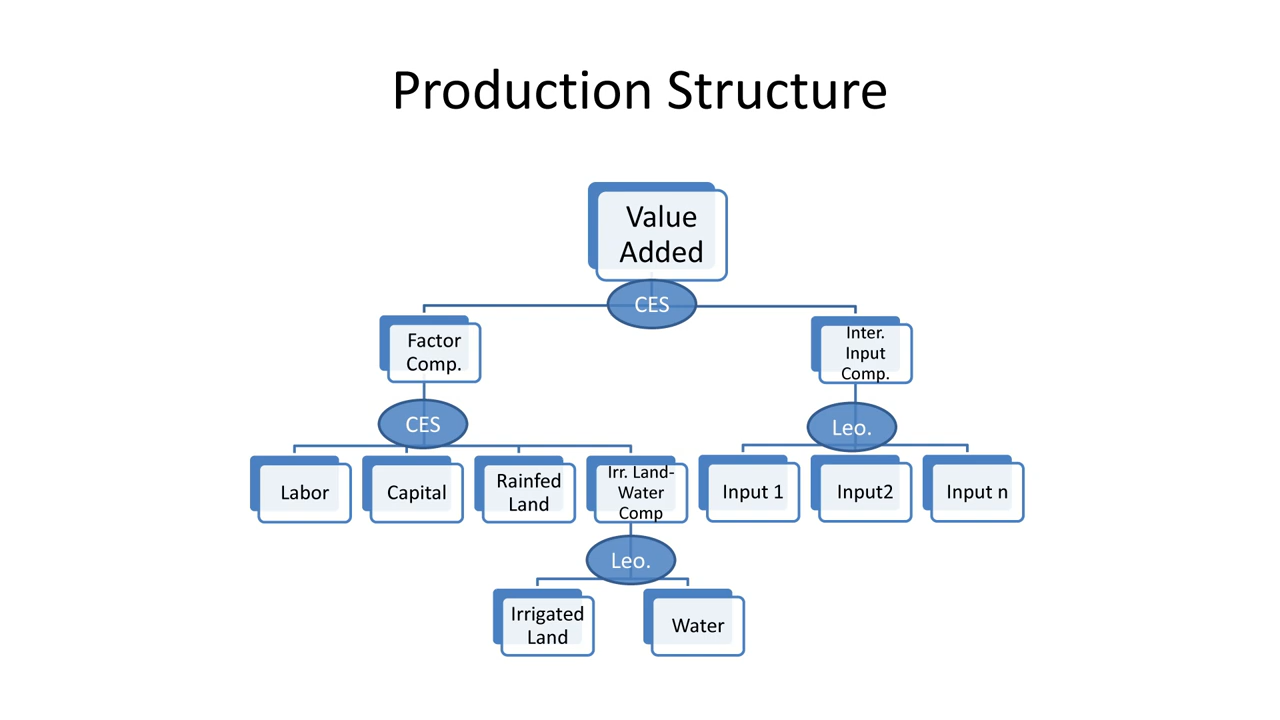 Production Structure
Value
Added
CES
Factor
Comp.
Inter.
Input
Comp.
CES
Leo.
Labor
Capital
Rainfed
Land
Irr. Land-
Water
Comp
Input 1
Input2
Input n
Leo.
Irrigated
Land
Water